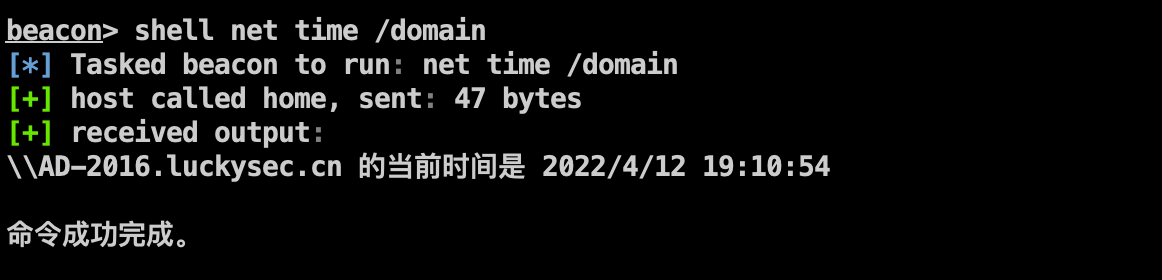 beacon> shell net time /domain
[*] Tasked beacon to run: net time /domain
[+] host called home, sent: 47 bytes
[+] received output:
\\AD-2016.luckysec.cn 的当前时间是 2022/4/12 19:10:54
命令成功完成。